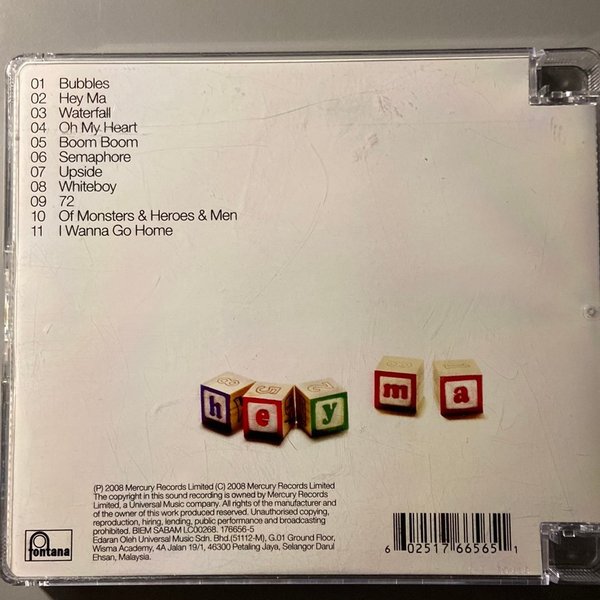 01 Bubbles
02 Hey Ma
03 Waterfall
04 Oh My Heart
05 Boom Boom
06 Semaphore
07 Upside
08 Whiteboy
09 72
10 Of Monsters & Heroes & Men
11 I Wanna Go Home
hey ma
(P) 2008 Mercury Records Limited (C) 2008 Mercury Records Limited
The copyright in this sound recording is owned by Mercury Records
Limited, a Universal Music company. All rights of the manufacturer and
of the owner of this work produced reserved. Unauthorised copying,
reproduction, hiring, lending, public performance and broadcasting
prohibited. BIEM SABAM LC00268. 176656-5
Edaran Oleh Universal Music Sdn. Bhd.(51112-M), G.01 Ground Floor,
Wisma Academy, 4A Jalan 19/1, 46300 Petaling Jaya, Selangor Darul
Ehsan, Malaysia.
fontana
6 02517 66565 1